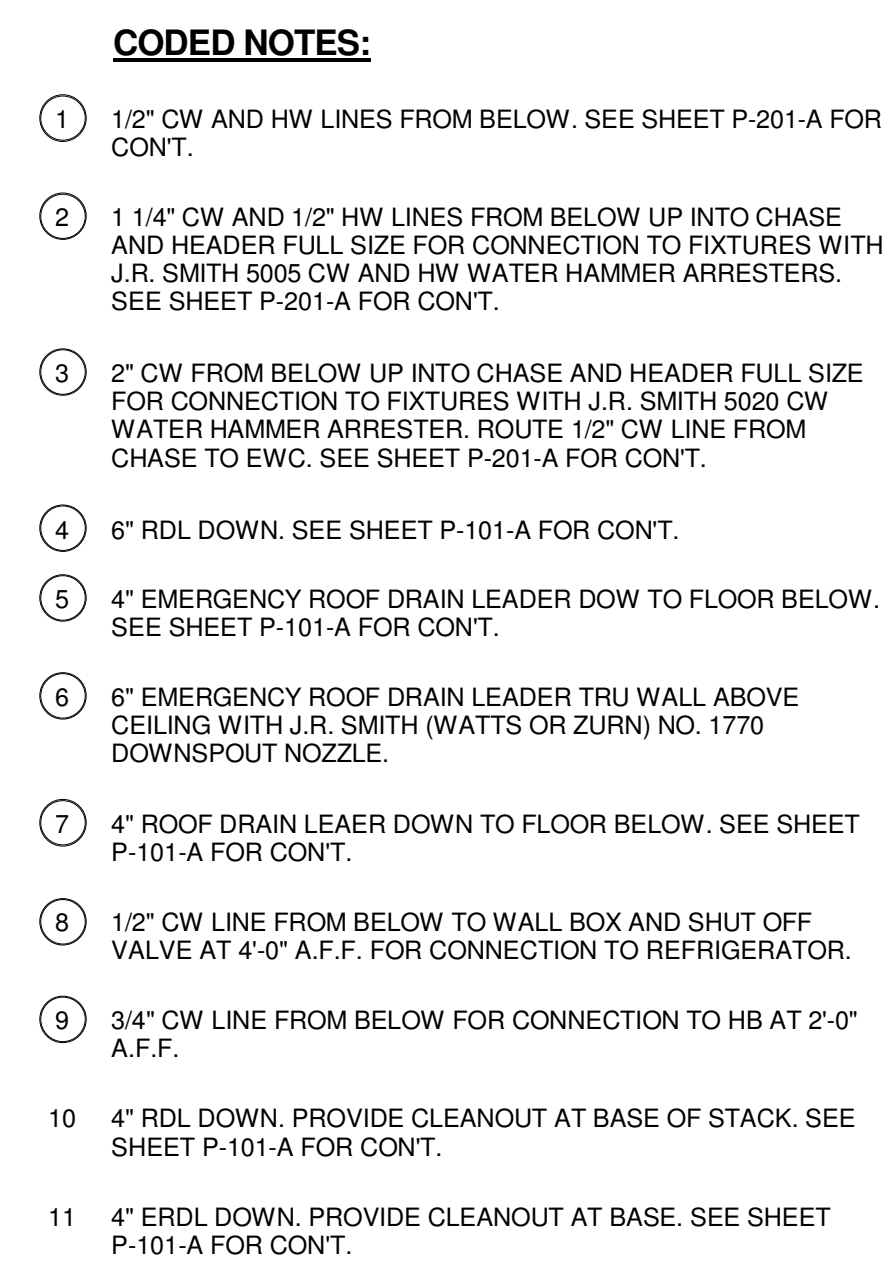 CODED NOTES:
1 1/2" CW AND HW LINES FROM BELOW. SEE SHEET P-201-A FOR
CON'T.
2 1 1/4" CW AND 1/2" HW LINES FROM BELOW UP INTO CHASE
AND HEADER FULL SIZE FOR CONNECTION TO FIXTURES WITH
J.R. SMITH 5005 CW AND HW WATER HAMMER ARRESTERS.
SEE SHEET P-201-A FOR CON'T.
3 2" CW FROM BELOW UP INTO CHASE AND HEADER FULL SIZE
FOR CONNECTION TO FIXTURES WITH J.R. SMITH 5020 CW
WATER HAMMER ARRESTER. ROUTE 1/2" CW LINE FROM
CHASE TO EWC. SEE SHEET P-201-A FOR CON'T.
4 6" RDL DOWN. SEE SHEET P-101-A FOR CON'T.
5 4" EMERGENCY ROOF DRAIN LEADER DOW TO FLOOR BELOW.
SEE SHEET P-101-A FOR CON'T.
6 6" EMERGENCY ROOF DRAIN LEADER TRU WALL ABOVE
CEILING WITH J.R. SMITH (WATTS OR ZURN) NO. 1770
DOWNSPOUT NOZZLE.
7 4" ROOF DRAIN LEAER DOWN TO FLOOR BELOW. SEE SHEET
P-101-A FOR CON'T.
8 1/2" CW LINE FROM BELOW TO WALL BOX AND SHUT OFF
VALVE AT 4'-0" A.F.F. FOR CONNECTION TO REFRIGERATOR.
9 3/4" CW LINE FROM BELOW FOR CONNECTION TO HB AT 2'-0"
A.F.F.
10 4" RDL DOWN. PROVIDE CLEANOUT AT BASE OF STACK. SEE
SHEET P-101-A FOR CON'T.
11 4" ERDL DOWN. PROVIDE CLEANOUT AT BASE. SEE SHEET
P-101-A FOR CON'T.